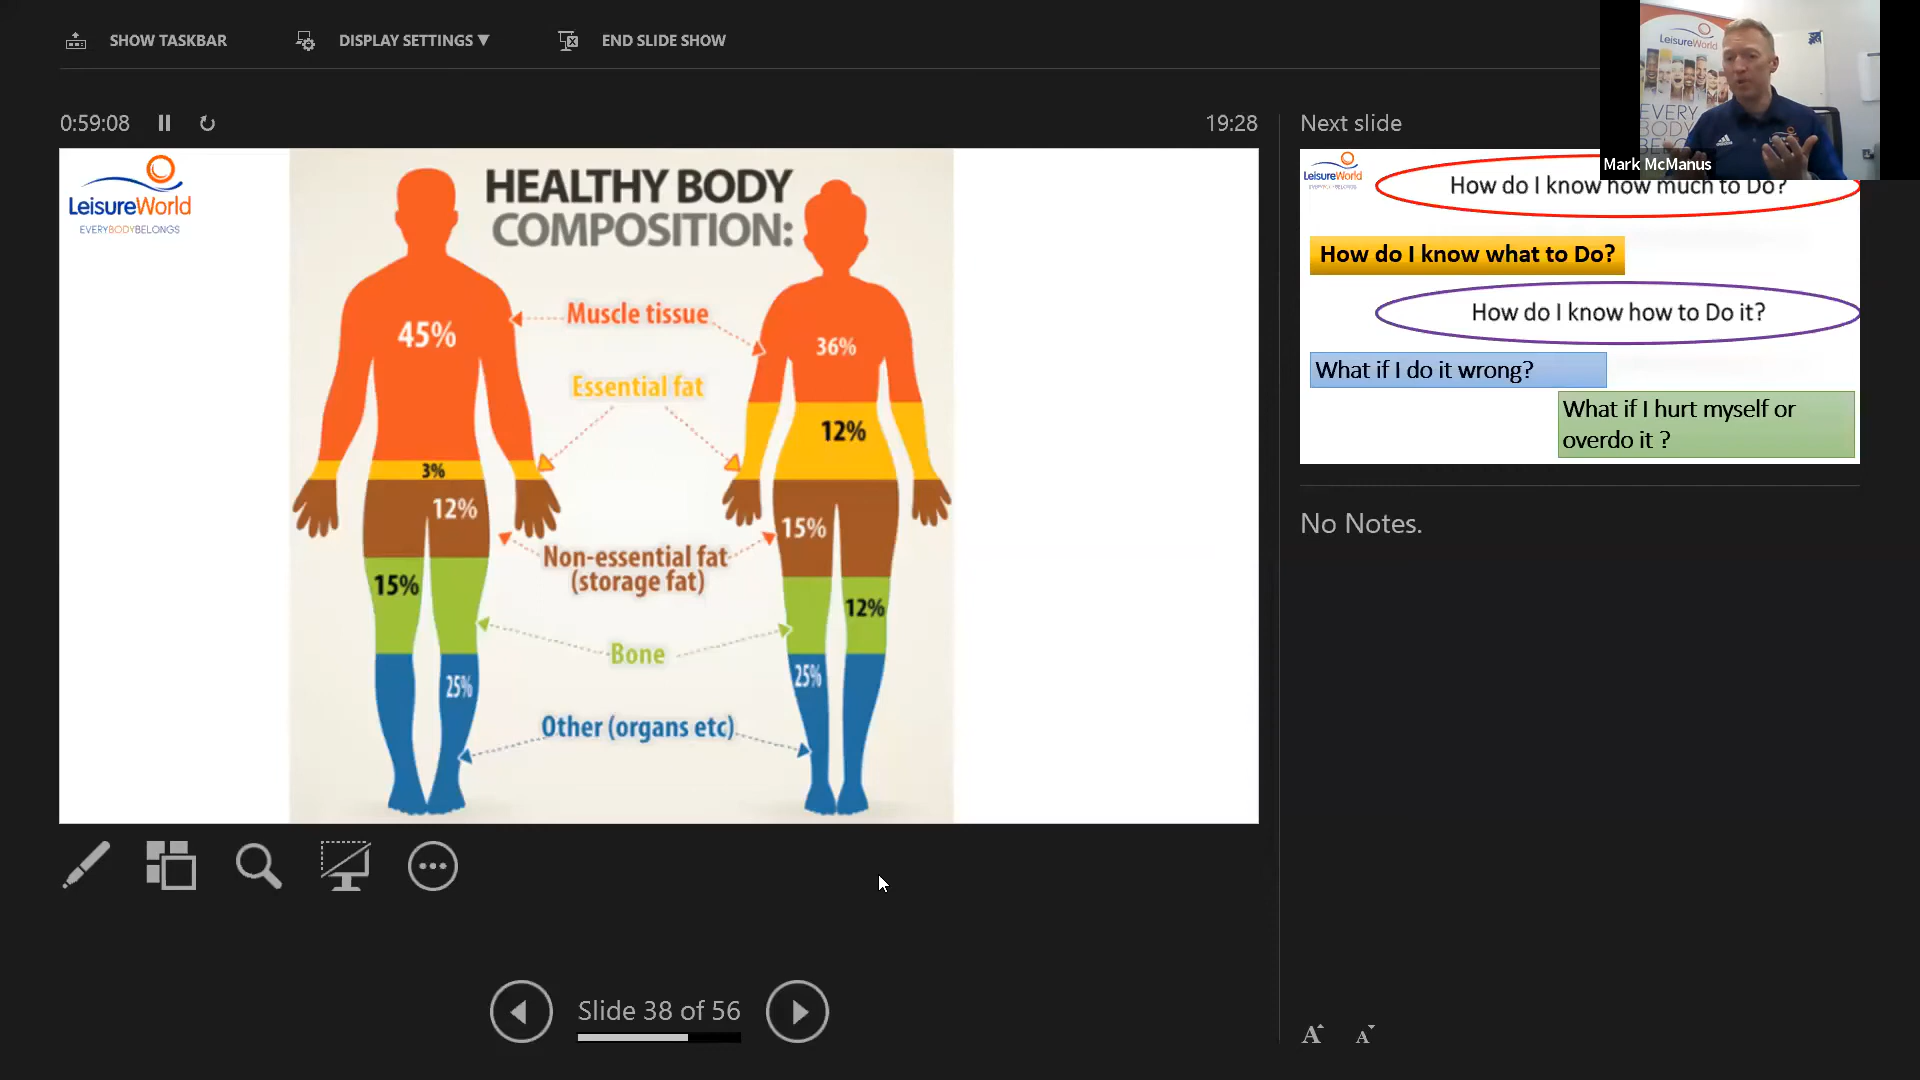 SHOW TASKBAR
DISPLAY SETTINGS ▼
END SLIDE SHOW
0:59:08
19:28
Next slide
LeisureWorld
EVERY
BODY
BELONGS
Mark McManus
LeisureWorld
EVERYBODYBELONGS
HEALTHY BODY
COMPOSITION:
Muscle tissue
45%
36%
Essential fat
12%
3%
12%
15%
Non-essential fat
(storage fat)
15%
12%
Bone
25%
25%
Other (organs etc)
LeisureWorld
How do I know how much to Do?
How do I know what to Do?
How do I know how to Do it?
What if I do it wrong?
What if I hurt myself or
overdo it ?
No Notes.
Slide 38 of 56
A
A